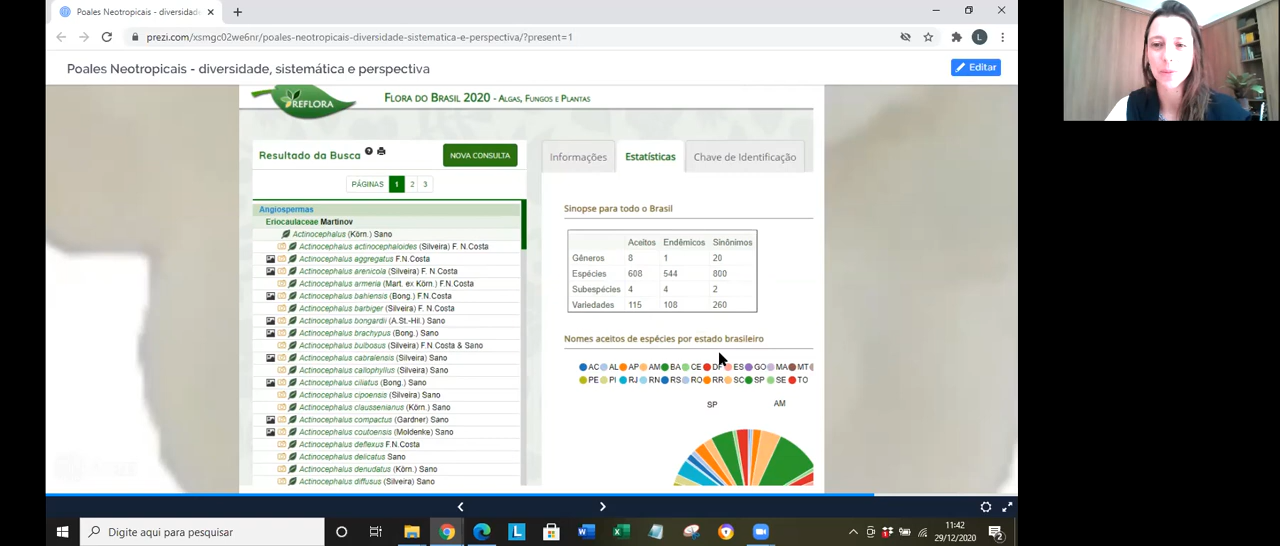 Poales Neotropicais - diversidade
prezi.com/xsmgc02we6nr/poales-neotropicais-diversidade-sistematica-e-perspectiva/?present=1
L
Poales Neotropicais - diversidade, sistemática e perspectiva
Editar
REFLORA
FLORA DO BRASIL 2020 - ALGAS, FUNGOS E PLANTAS
Resultado da Busca
NOVA CONSULTA
PÁGINAS 1 2 3
Angiospermas
Eriocaulaceae Martinov
Actinocephalus (Körn.) Sano
Actinocephalus actinocephaloides (Silveira) F. N.Costa
Actinocephalus aggregatus F.N.Costa
Actinocephalus arenicola (Silveira) F. N.Costa
Actinocephalus armeria (Mart. ex Körn.) F.N.Costa
Actinocephalus bahiensis (Bong.) F.N.Costa
Actinocephalus barbiger (Silveira) F. N.Costa
Actinocephalus bongardii (A.St.-Hil.) Sano
Actinocephalus brachypus (Bong.) Sano
Actinocephalus bulbosus (Silveira) F.N.Costa & Sano
Actinocephalus cabralensis (Silveira) Sano
Actinocephalus callophyllus (Silveira) Sano
Actinocephalus ciliatus (Bong.) Sano
Actinocephalus cipoensis (Silveira) Sano
Actinocephalus claussenianus (Körn.) Sano
Actinocephalus compactus (Gardner) Sano
Actinocephalus coutoensis (Moldenke) Sano
Actinocephalus deflexus F.N.Costa
Actinocephalus delicatus Sano
Actinocephalus denudatus (Körn.) Sano
Actinocephalus diffusus (Silveira) Sano
Informações
Estatísticas
Chave de Identificação
Sinopse para todo o Brasil
Aceitos Endêmicos Sinônimos
Gêneros 8 1 20
Espécies 608 544 800
Subespécies 4 4 2
Variedades 115 108 260
Nomes aceitos de espécies por estado brasileiro
AC AL AP AM BA CE DF ES GO MA MT
PE PI RJ RN RS RO RR SC SP SE TO
SP AM
Digite aqui para pesquisar
11:42
29/12/2020
2